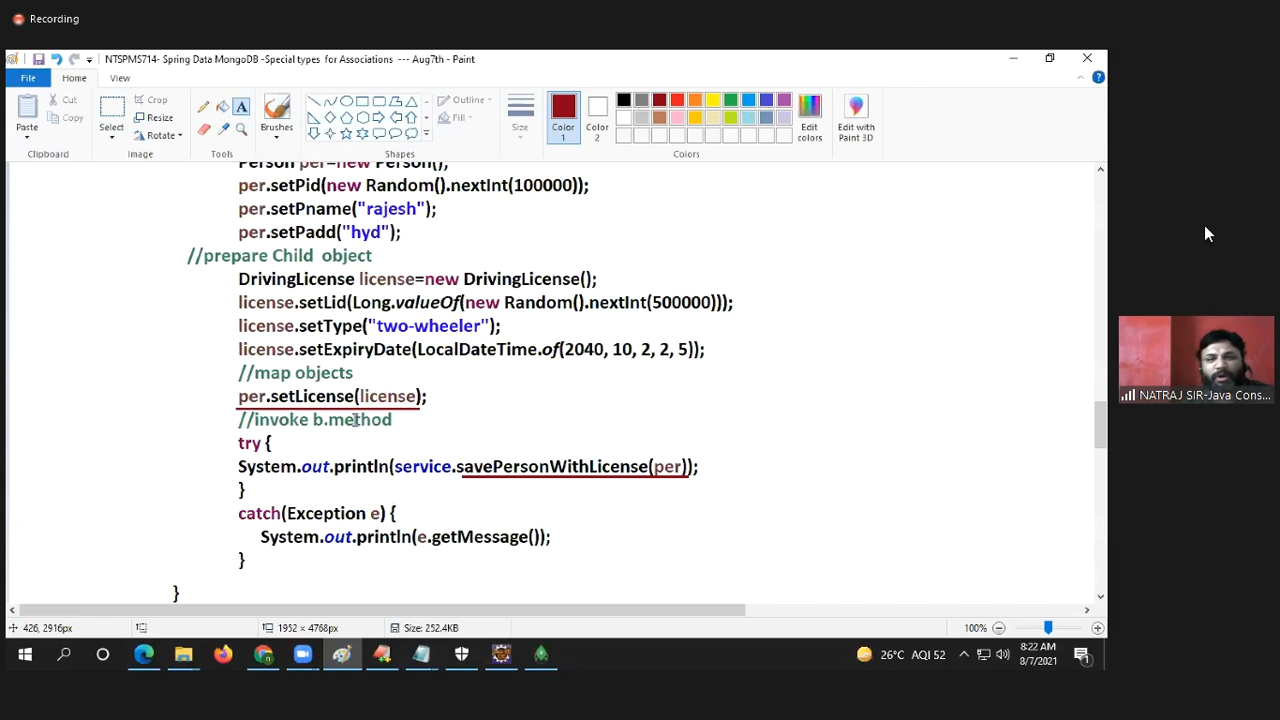 Recording
NTSPMS714- Spring Data MongoDB -Special types for Associations --- Aug7th - Paint
File
Home
View
Paste
Cut
Copy
Clipboard
Select
Crop
Resize
Rotate
Image
Tools
Brushes
Outline
Fill
Shapes
Size
Color
1
Color
2
Edit
colors
Edit with
Paint 3D
Colors
Person per=new Person();
per.setPid(new Random().nextInt(100000));
per.setPname("rajesh");
per.setPadd("hyd");
//prepare Child object
DrivingLicense license=new DrivingLicense();
license.setLid(Long.valueOf(new Random().nextInt(500000)));
license.setType("two-wheeler");
license.setExpiryDate(LocalDateTime.of(2040, 10, 2, 2, 5));
//map objects
per.setLicense(license);
//invoke b.method
try {
System.out.println(service.savePersonWithLicense(per));
}
catch(Exception e) {
System.out.println(e.getMessage());
}
}
NATRAJ SIR-Java Cons...
426, 2916px
1952 × 4768px
Size: 252.4KB
100%
26°C AQI 52
8:22 AM
8/7/2021
1